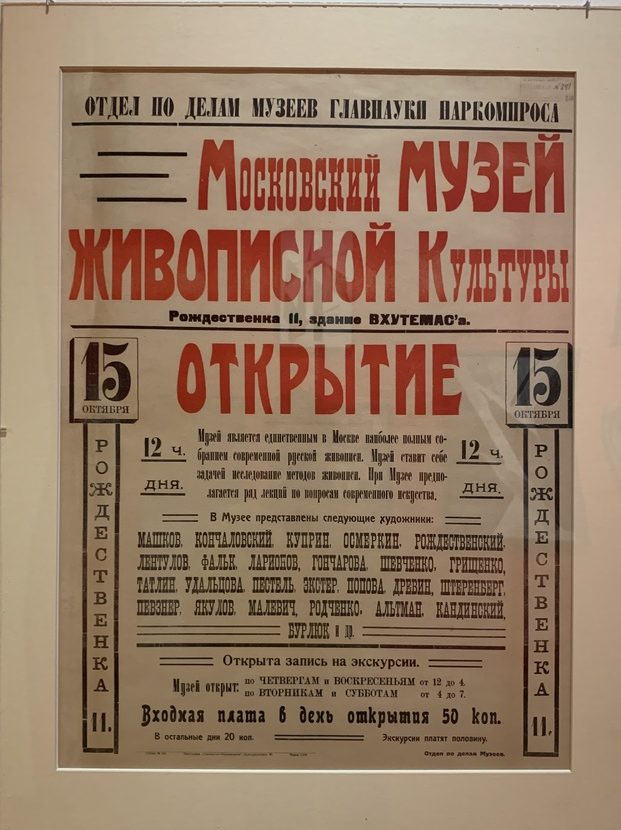 № 241
ОТДЕЛ ПО ДЕЛАМ МУЗЕЕВ ГЛАВНАУКИ НАРКОМПРОСА
МОСКОВСКИЙ МУЗЕЙ
ЖИВОПИСНОЙ КУЛЬТУРЫ
Рождественка 11, здание ВХУТЕМАС'а.
15 ОКТЯБРЯ
ОТКРЫТИЕ
15 ОКТЯБРЯ
РОЖДЕСТВЕНКА 11.
12 ч. ДНЯ.
Музей является единственным в Москве наиболее полным со-
бранием современной русской живописи. Музей ставит себе
задачей исследование методов живописи. При Музее предпо-
лагается ряд лекций по вопросам современного искусства.
12 ч. ДНЯ.
РОЖДЕСТВЕНКА 11.
В Музее представлены следующие художники:
МАШКОВ, КОНЧАЛОВСКИЙ, КУПРИН, ОСМЕРКИН, РОЖДЕСТВЕНСКИЙ,
ЛЕНТУЛОВ, ФАЛЬК, ЛАРИОНОВ, ГОНЧАРОВА, ШЕВЧЕНКО, ГРИЩЕНКО,
ТАТЛИН, УДАЛЬЦОВА, ПЕСТЕЛЬ, ЭКСТЕР, ПОПОВА, ДРЕВИН, ШТЕРЕНБЕРГ,
ПЕВЗНЕР, ЯКУЛОВ, МАЛЕВИЧ, РОДЧЕНКО, АЛЬТМАН, КАНДИНСКИЙ,
БУРЛЮК и др.
Открыта запись на экскурсии.
Музей открыт: по ЧЕТВЕРГАМ и ВОСКРЕСЕНЬЯМ от 12 до 4.
по ВТОРНИКАМ и СУББОТАМ от 4 до 7.
Входная плата в день открытия 50 коп.
В остальные дни 20 коп. Экскурсии платят половину.
Отдел по делам Музеев.